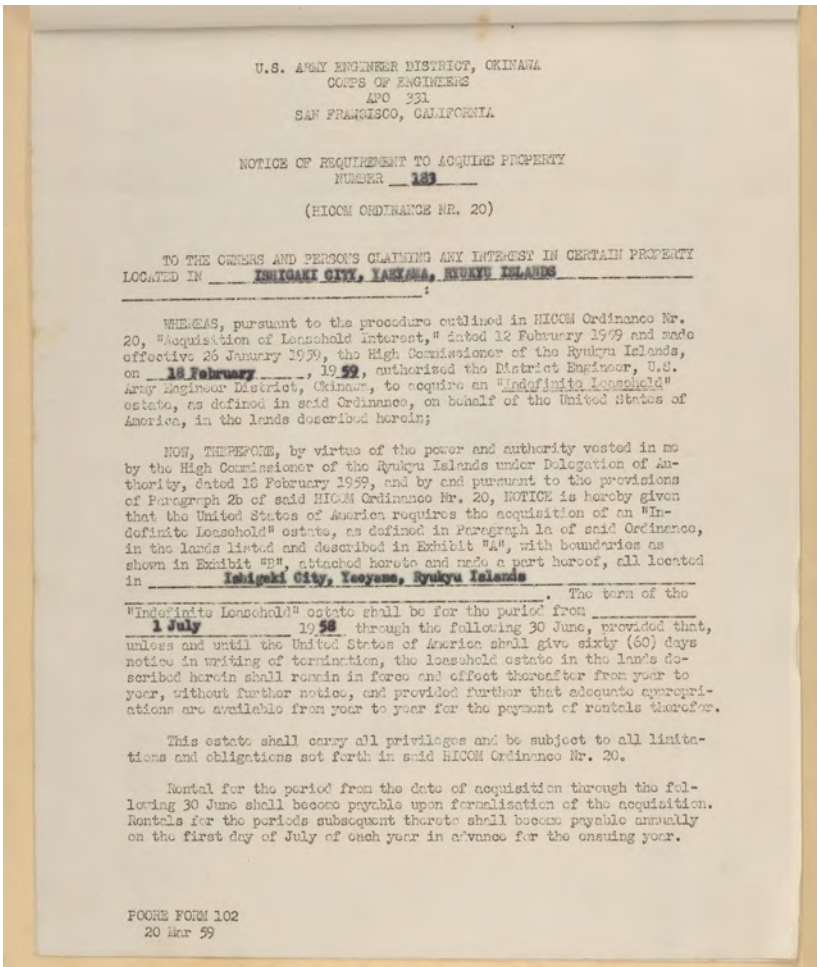 U.S. ARMY ENGINEER DISTRICT, OKINAWA
CORPS OF ENGINEERS
APO 331
SAN FRANCISCO, CALIFORNIA
NOTICE OF REQUIREMENT TO ACQUIRE PROPERTY
NUMBER 183
(HICOM ORDINANCE NR. 20)
TO THE OWNERS AND PERSONS CLAIMING ANY INTEREST IN CERTAIN PROPERTY
LOCATED IN ISHIGAKI CITY, YAEYAMA, RYUKYU ISLANDS
:
WHEREAS, pursuant to the procedure outlined in HICOM Ordinance Nr.
20, "Acquisition of Leasehold Interest," dated 12 February 1959 and made
effective 26 January 1959, the High Commissioner of the Ryukyu Islands,
on 18 February, 1959, authorized the District Engineer, U.S.
Army Engineer District, Okinawa, to acquire an "Indefinite Leasehold"
estate, as defined in said Ordinance, on behalf of the United States of
America, in the lands described herein;
NOW, THEREFORE, by virtue of the power and authority vested in me
by the High Commissioner of the Ryukyu Islands under Delegation of Au-
thority, dated 18 February 1959, and by and pursuant to the provisions
of Paragraph 2b of said HICOM Ordinance Nr. 20, NOTICE is hereby given
that the United States of America requires the acquisition of an "In-
definite Leasehold" estate, as defined in Paragraph 1a of said Ordinance,
in the lands listed and described in Exhibit "A", with boundaries as
shown in Exhibit "B", attached hereto and made a part hereof, all located
in Ishigaki City, Yaeyama, Ryukyu Islands
. The term of the
"Indefinite Leasehold" estate shall be for the period from
1 July 1958 through the following 30 June, provided that,
unless and until the United States of America shall give sixty (60) days
notice in writing of termination, the leasehold estate in the lands de-
scribed herein shall remain in force and effect thereafter from year to
year, without further notice, and provided further that adequate appropri-
ations are available from year to year for the payment of rentals therefor.
This estate shall carry all privileges and be subject to all limita-
tions and obligations set forth in said HICOM Ordinance Nr. 20.
Rental for the period from the date of acquisition through the fol-
lowing 30 June shall become payable upon formalization of the acquisition.
Rentals for the periods subsequent thereto shall become payable annually
on the first day of July of each year in advance for the ensuing year.
POORE FORM 102
20 Mar 59